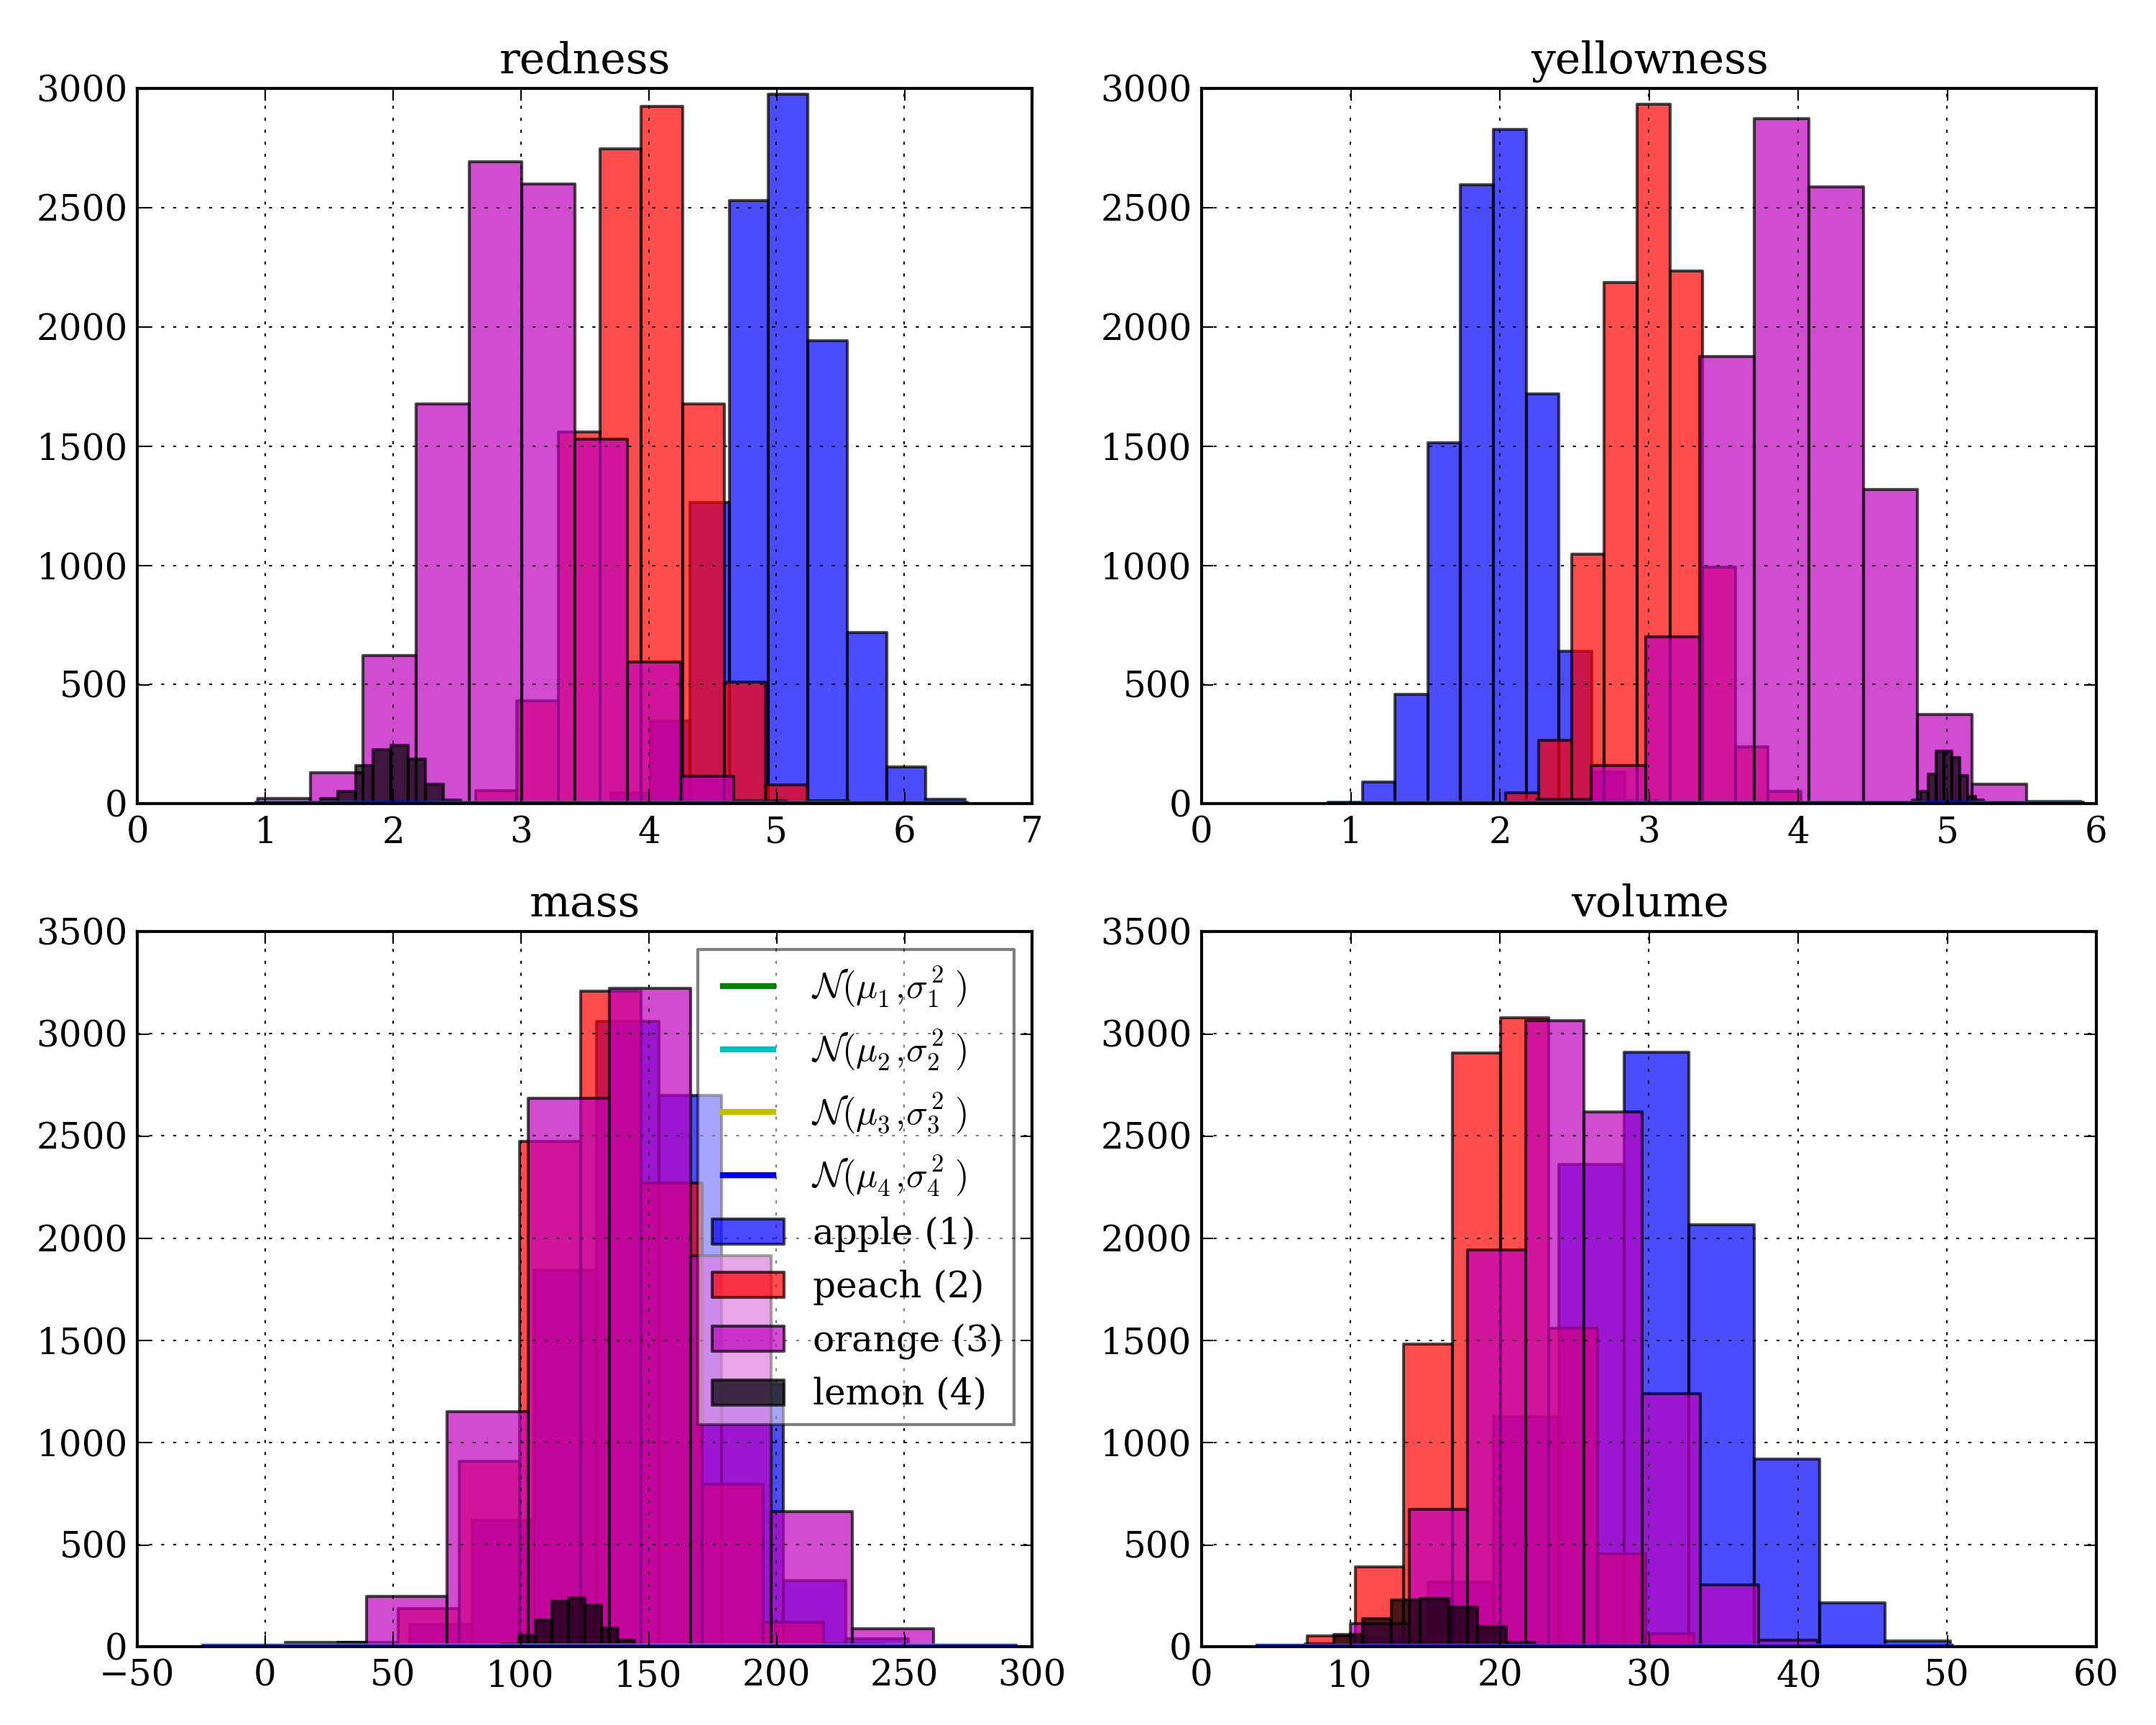 redness
3000
2500
2000
1500
1000
500
0
0 1 2 3 4 5 6 7
yellowness
3000
2500
2000
1500
1000
500
0
0 1 2 3 4 5 6
mass
3500
3000
2500
2000
1500
1000
500
0
−50 0 50 100 150 200 250 300
𝒩(μ₁,σ₁²)
𝒩(μ₂,σ₂²)
𝒩(μ₃,σ₃²)
𝒩(μ₄,σ₄²)
apple (1)
peach (2)
orange (3)
lemon (4)
volume
3500
3000
2500
2000
1500
1000
500
0
0 10 20 30 40 50 60